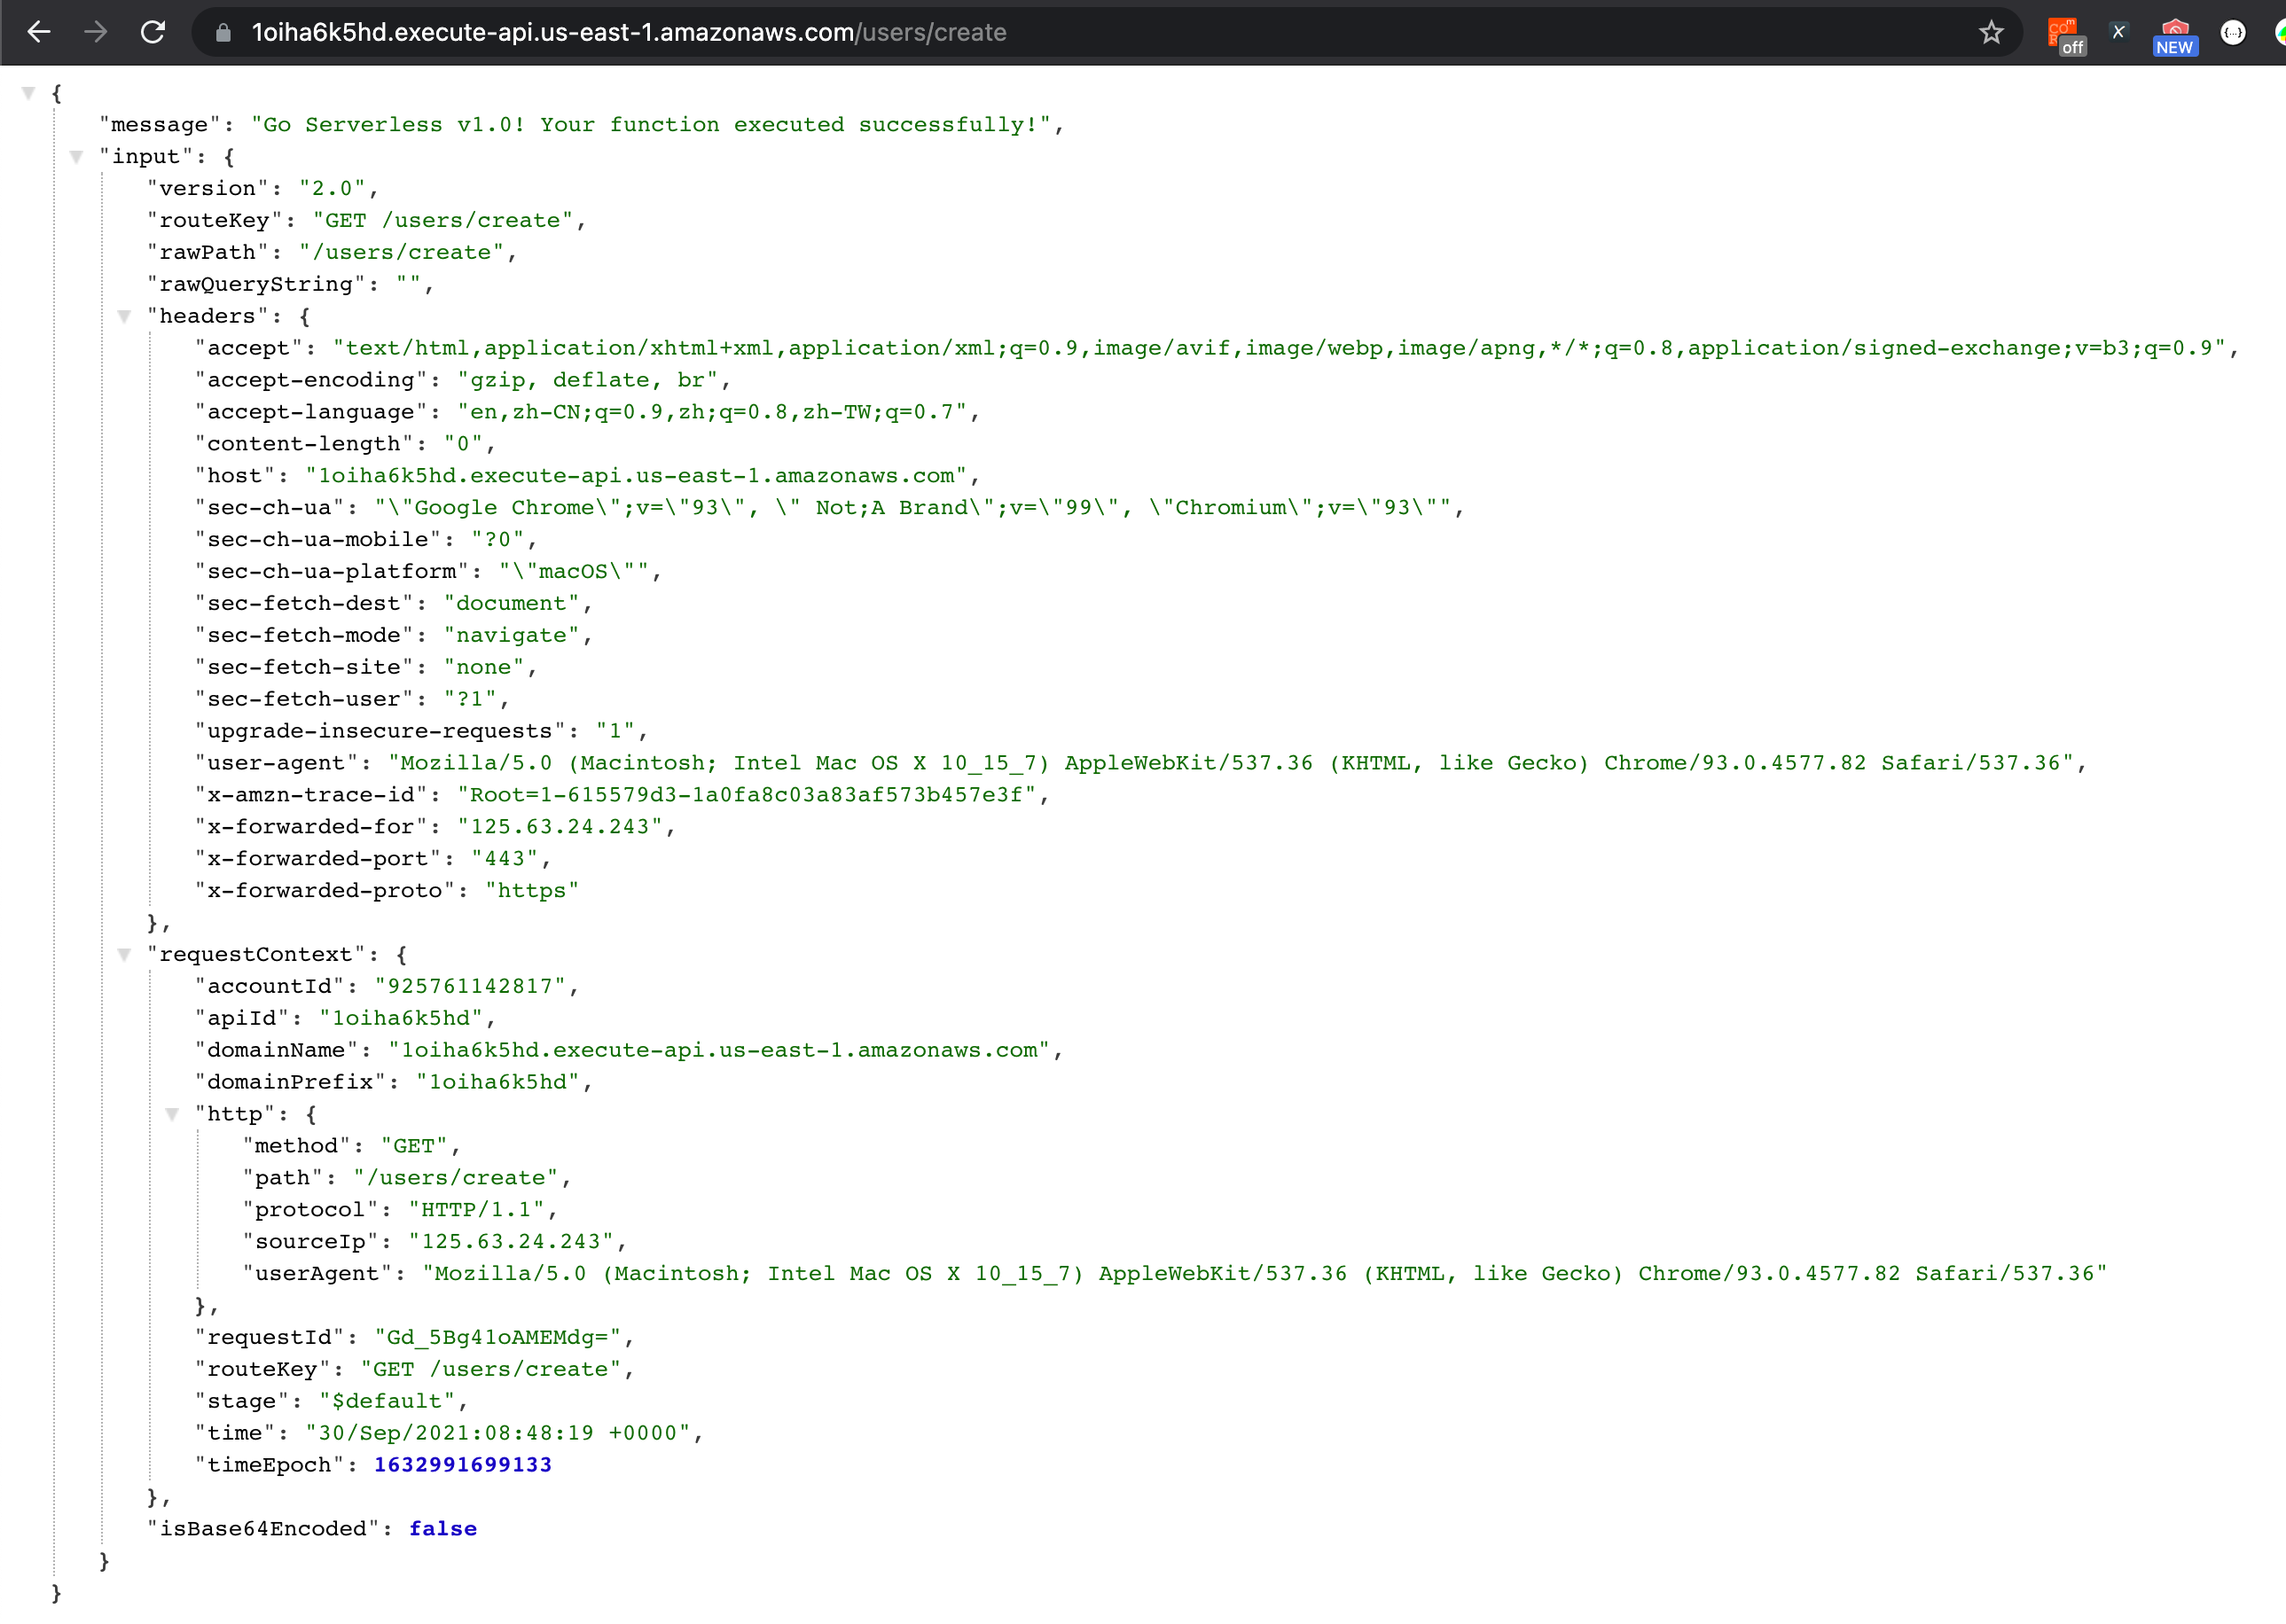 1oiha6k5hd.execute-api.us-east-1.amazonaws.com/users/create
off
NEW
{
"message": "Go Serverless v1.0! Your function executed successfully!",
"input": {
"version": "2.0",
"routeKey": "GET /users/create",
"rawPath": "/users/create",
"rawQueryString": "",
"headers": {
"accept": "text/html,application/xhtml+xml,application/xml;q=0.9,image/avif,image/webp,image/apng,*/*;q=0.8,application/signed-exchange;v=b3;q=0.9",
"accept-encoding": "gzip, deflate, br",
"accept-language": "en,zh-CN;q=0.9,zh;q=0.8,zh-TW;q=0.7",
"content-length": "0",
"host": "1oiha6k5hd.execute-api.us-east-1.amazonaws.com",
"sec-ch-ua": "\"Google Chrome\";v=\"93\", \" Not;A Brand\";v=\"99\", \"Chromium\";v=\"93\"",
"sec-ch-ua-mobile": "?0",
"sec-ch-ua-platform": "\"macOS\"",
"sec-fetch-dest": "document",
"sec-fetch-mode": "navigate",
"sec-fetch-site": "none",
"sec-fetch-user": "?1",
"upgrade-insecure-requests": "1",
"user-agent": "Mozilla/5.0 (Macintosh; Intel Mac OS X 10_15_7) AppleWebKit/537.36 (KHTML, like Gecko) Chrome/93.0.4577.82 Safari/537.36",
"x-amzn-trace-id": "Root=1-615579d3-1a0fa8c03a83af573b457e3f",
"x-forwarded-for": "125.63.24.243",
"x-forwarded-port": "443",
"x-forwarded-proto": "https"
},
"requestContext": {
"accountId": "925761142817",
"apiId": "1oiha6k5hd",
"domainName": "1oiha6k5hd.execute-api.us-east-1.amazonaws.com",
"domainPrefix": "1oiha6k5hd",
"http": {
"method": "GET",
"path": "/users/create",
"protocol": "HTTP/1.1",
"sourceIp": "125.63.24.243",
"userAgent": "Mozilla/5.0 (Macintosh; Intel Mac OS X 10_15_7) AppleWebKit/537.36 (KHTML, like Gecko) Chrome/93.0.4577.82 Safari/537.36"
},
"requestId": "Gd_5Bg41oAMEMdg=",
"routeKey": "GET /users/create",
"stage": "$default",
"time": "30/Sep/2021:08:48:19 +0000",
"timeEpoch": 1632991699133
},
"isBase64Encoded": false
}
}